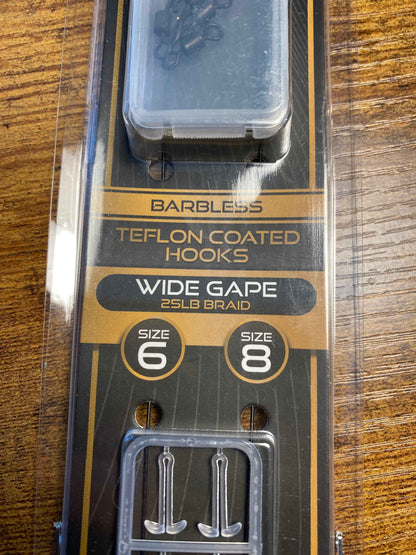 BARBLESS
TEFLON COATED
HOOKS
WIDE GAPE
25LB BRAID
SIZE
6
SIZE
8